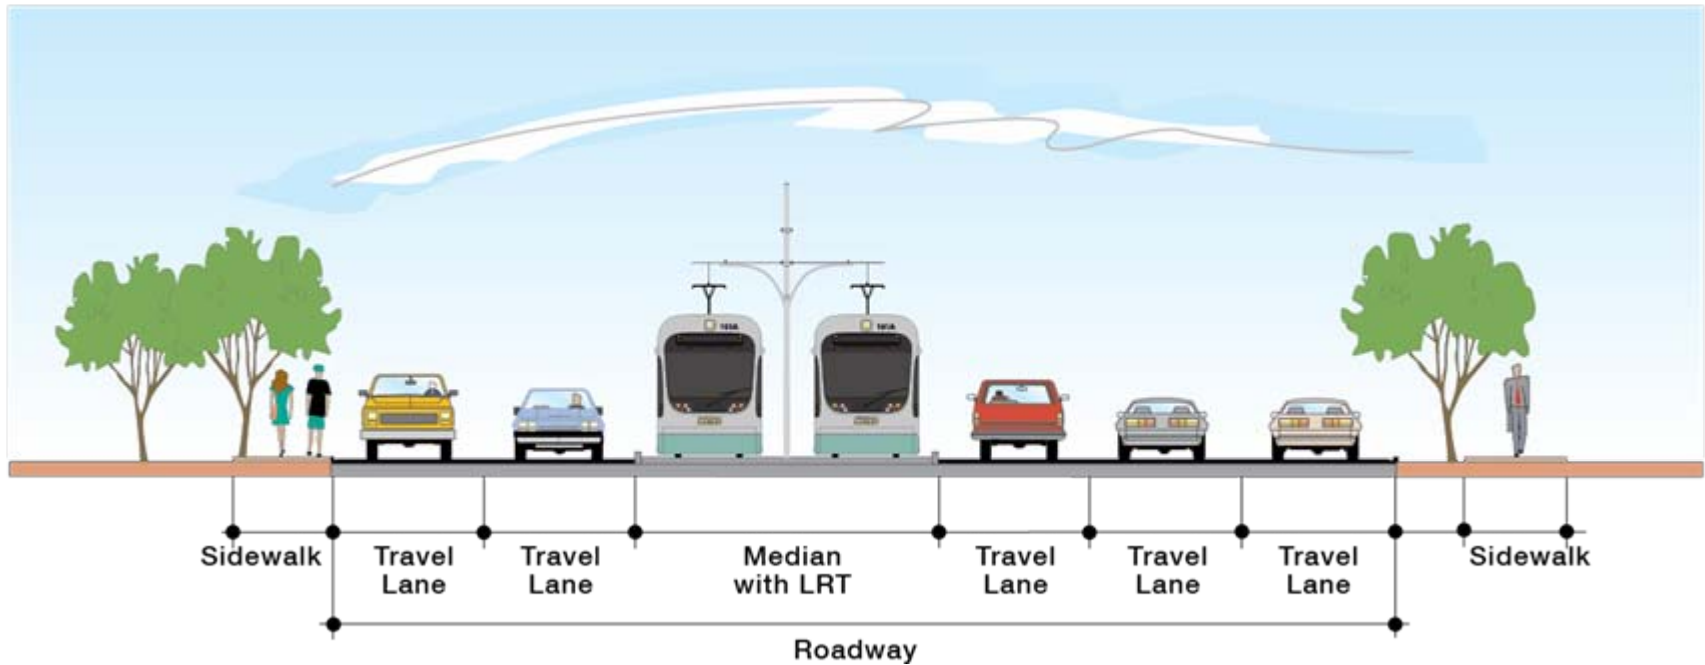 Sidewalk
Travel
Lane
Travel
Lane
Median
with LRT
Travel
Lane
Travel
Lane
Travel
Lane
Sidewalk
Roadway